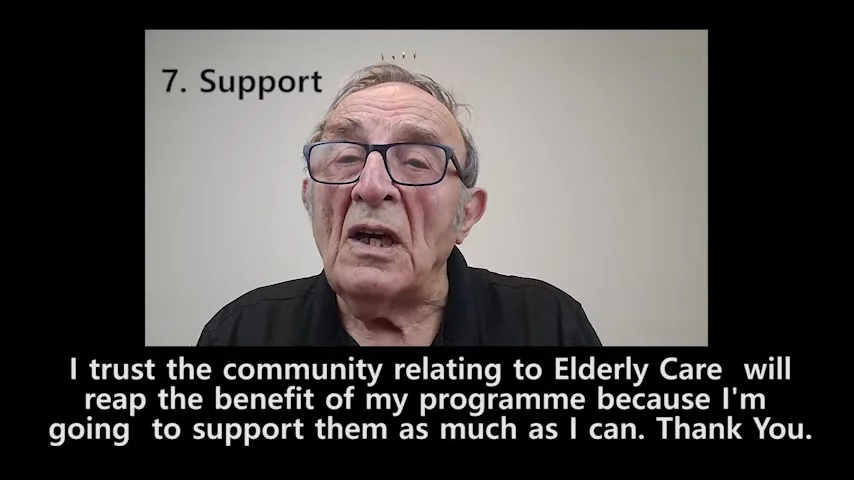 7. Support
I trust the community relating to Elderly Care will
reap the benefit of my programme because I'm
going to support them as much as I can. Thank You.